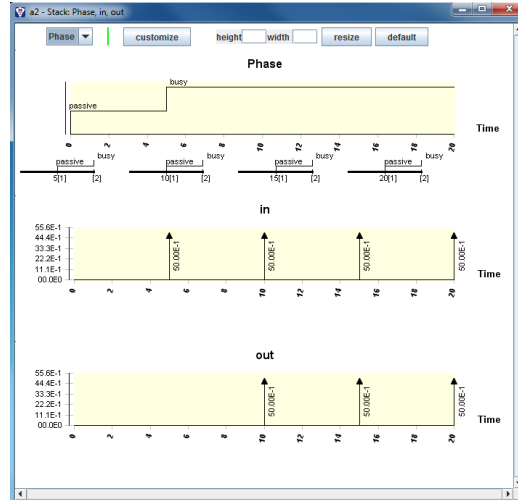 a2 - Stack: Phase, in, out
Phase customize height width resize default
Phase
busy
passive
Time
0 2 4 6 8 10 12 14 16 18 20
busy busy busy busy
passive passive passive passive
5[1] [2] 10[1] [2] 15[1] [2] 20[1] [2]
in
55.6E-1
44.4E-1
33.3E-1
22.2E-1
11.1E-1
00.0E0
50.00E-1 50.00E-1 50.00E-1 50.00E-1
Time
0 2 4 6 8 10 12 14 16 18 20
out
55.6E-1
44.4E-1
33.3E-1
22.2E-1
11.1E-1
00.0E0
50.00E-1 50.00E-1 50.00E-1
Time
0 2 4 6 8 10 12 14 16 18 20